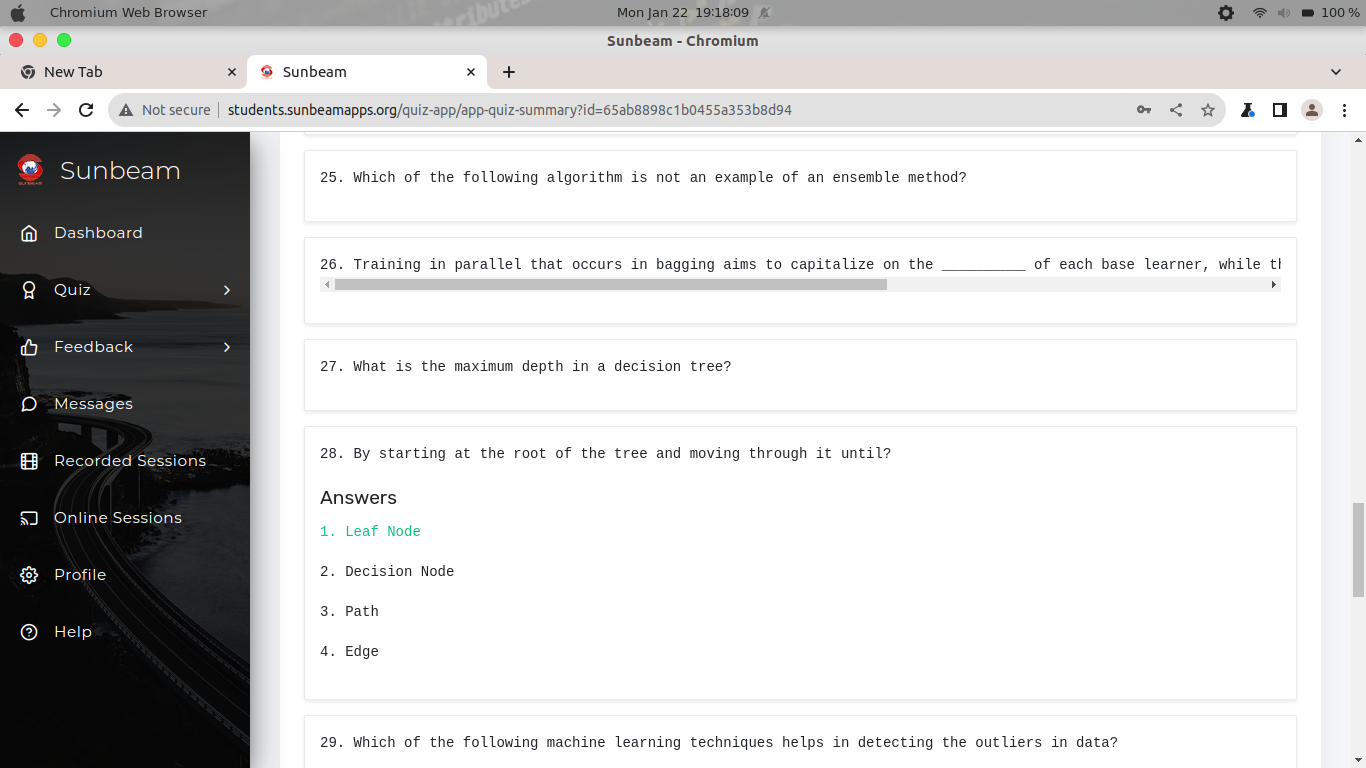 Chromium Web Browser
Mon Jan 22 19:18:09
100 %
Sunbeam - Chromium
New Tab
Sunbeam
Not secure
students.sunbeamapps.org/quiz-app/app-quiz-summary?id=65ab8898c1b0455a353b8d94
Sunbeam
Dashboard
Quiz
Feedback
Messages
Recorded Sessions
Online Sessions
Profile
Help
25. Which of the following algorithm is not an example of an ensemble method?
26. Training in parallel that occurs in bagging aims to capitalize on the __________ of each base learner, while
27. What is the maximum depth in a decision tree?
28. By starting at the root of the tree and moving through it until?
Answers
1. Leaf Node
2. Decision Node
3. Path
4. Edge
29. Which of the following machine learning techniques helps in detecting the outliers in data?